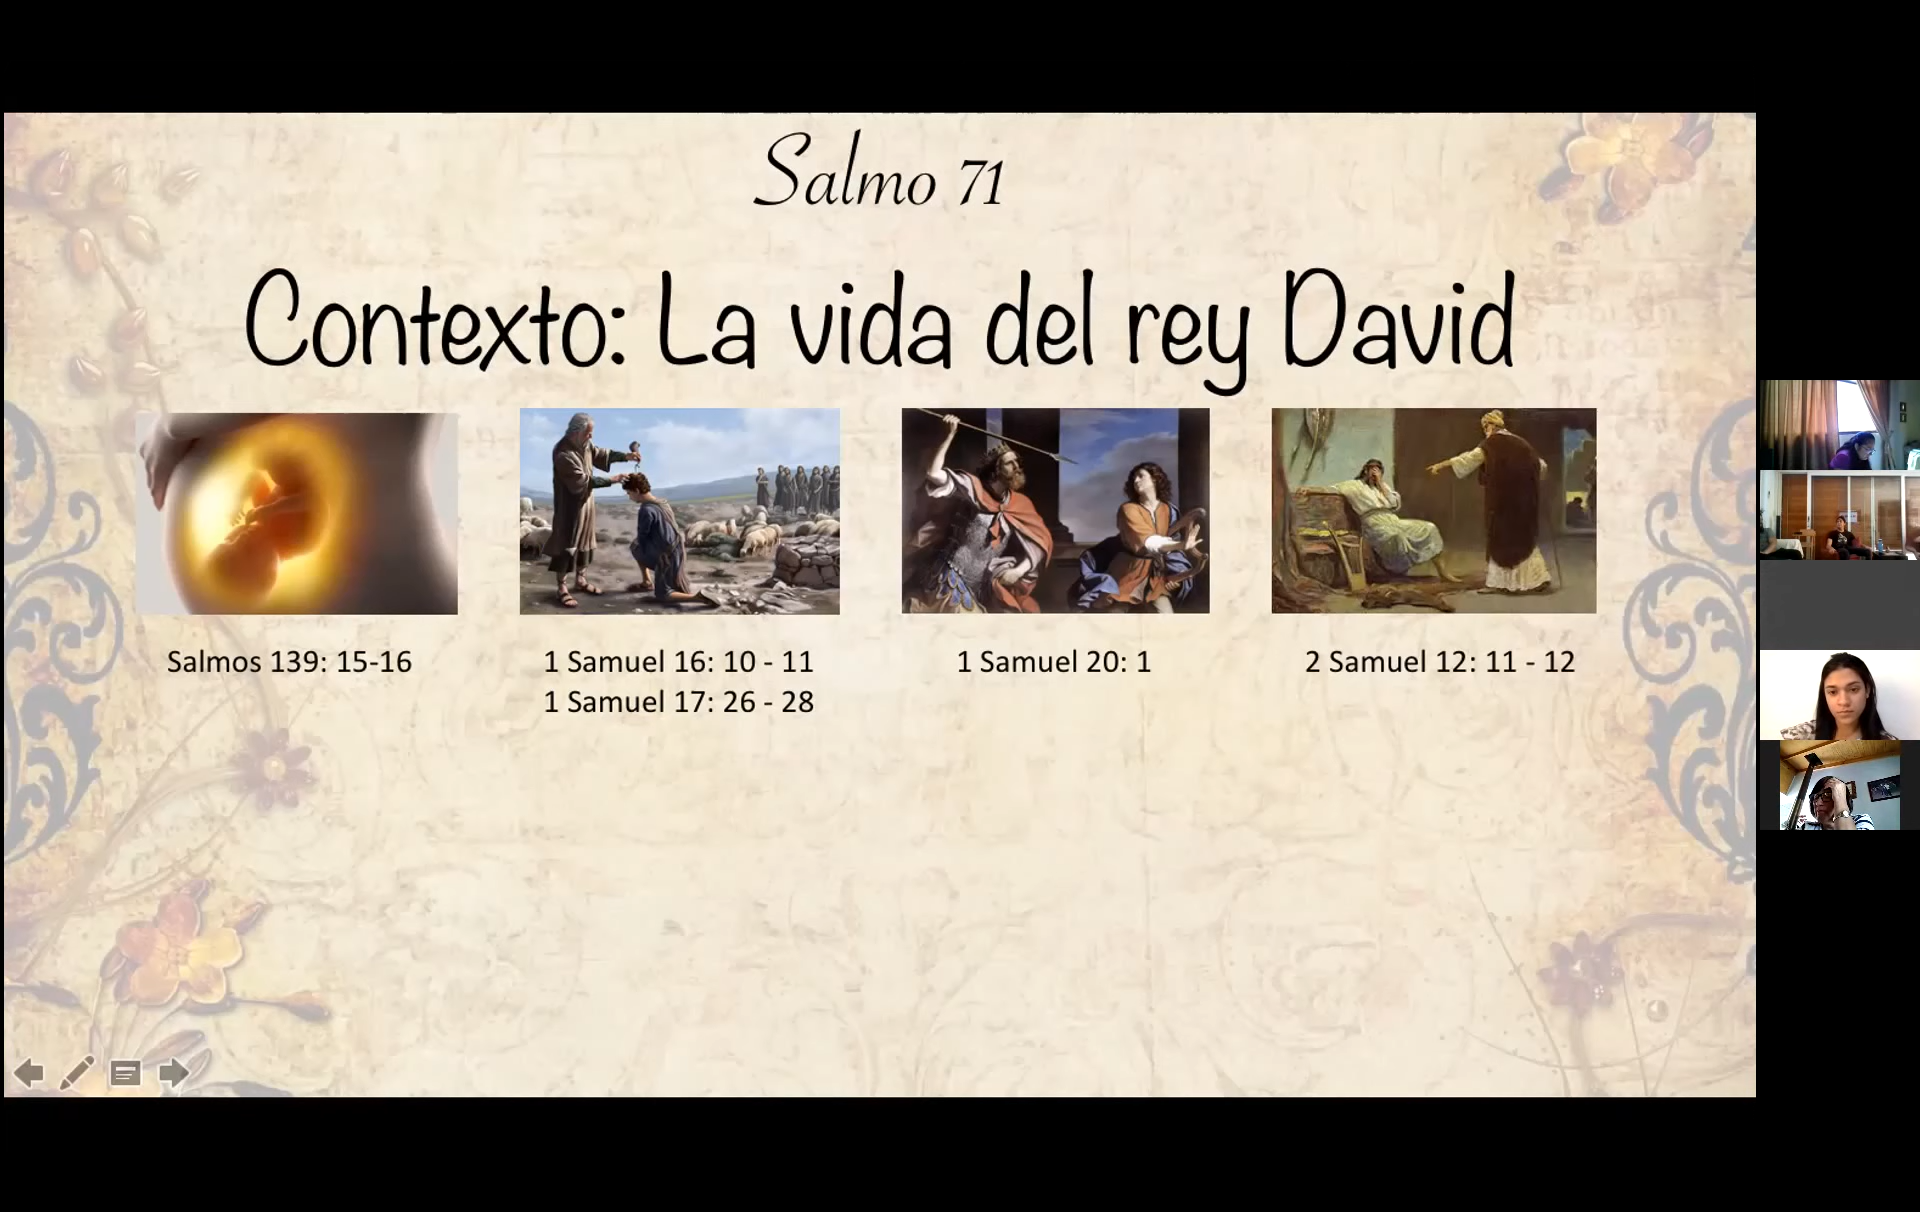 Salmo 71
Contexto: La vida del rey David
Salmos 139: 15-16
1 Samuel 16: 10 - 11
1 Samuel 17: 26 - 28
1 Samuel 20: 1
2 Samuel 12: 11 - 12